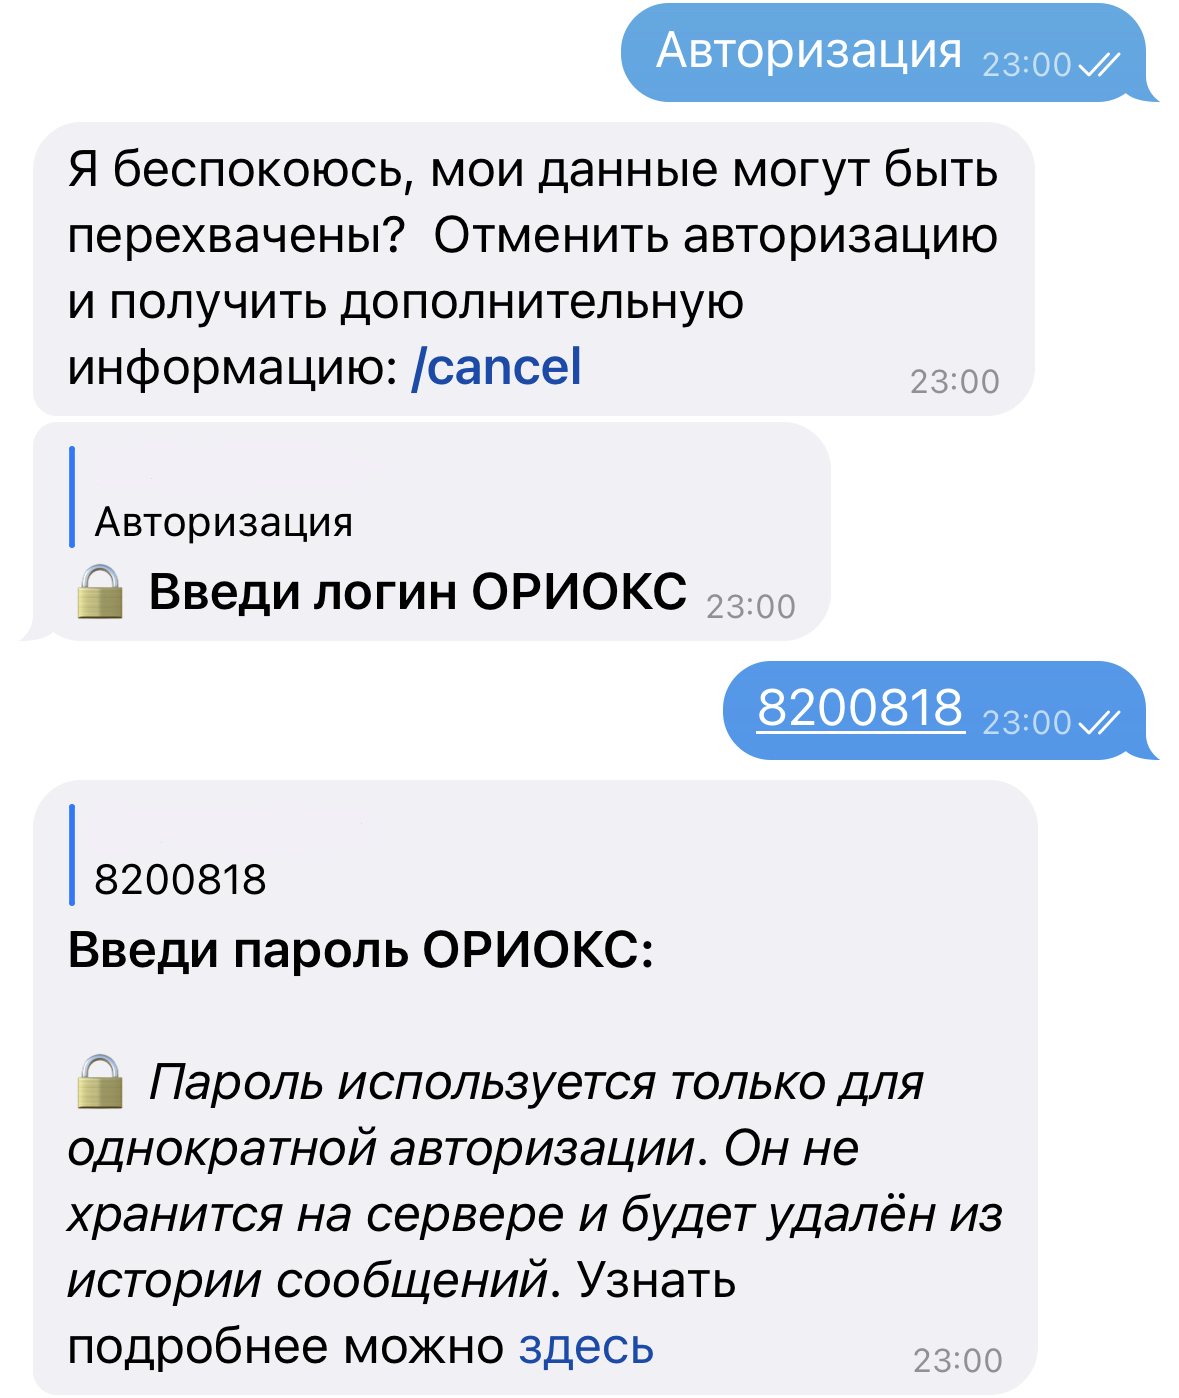 Авторизация 23:00
Я беспокоюсь, мои данные могут быть
перехвачены? Отменить авторизацию
и получить дополнительную
информацию: /cancel 23:00
Авторизация
Введи логин ОРИОКС 23:00
8200818 23:00
8200818
Введи пароль ОРИОКС:
Пароль используется только для
однократной авторизации. Он не
хранится на сервере и будет удалён из
истории сообщений. Узнать
подробнее можно здесь 23:00